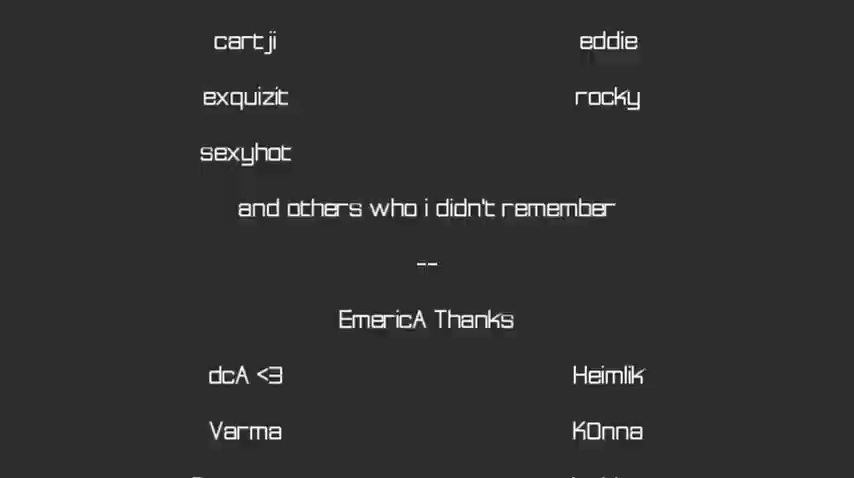 cartji eddie
exquizit rocky
sexyhot
and others who i didn't remember
--
EmericA Thanks
dcA <3 Heimlik
Varma K0nna